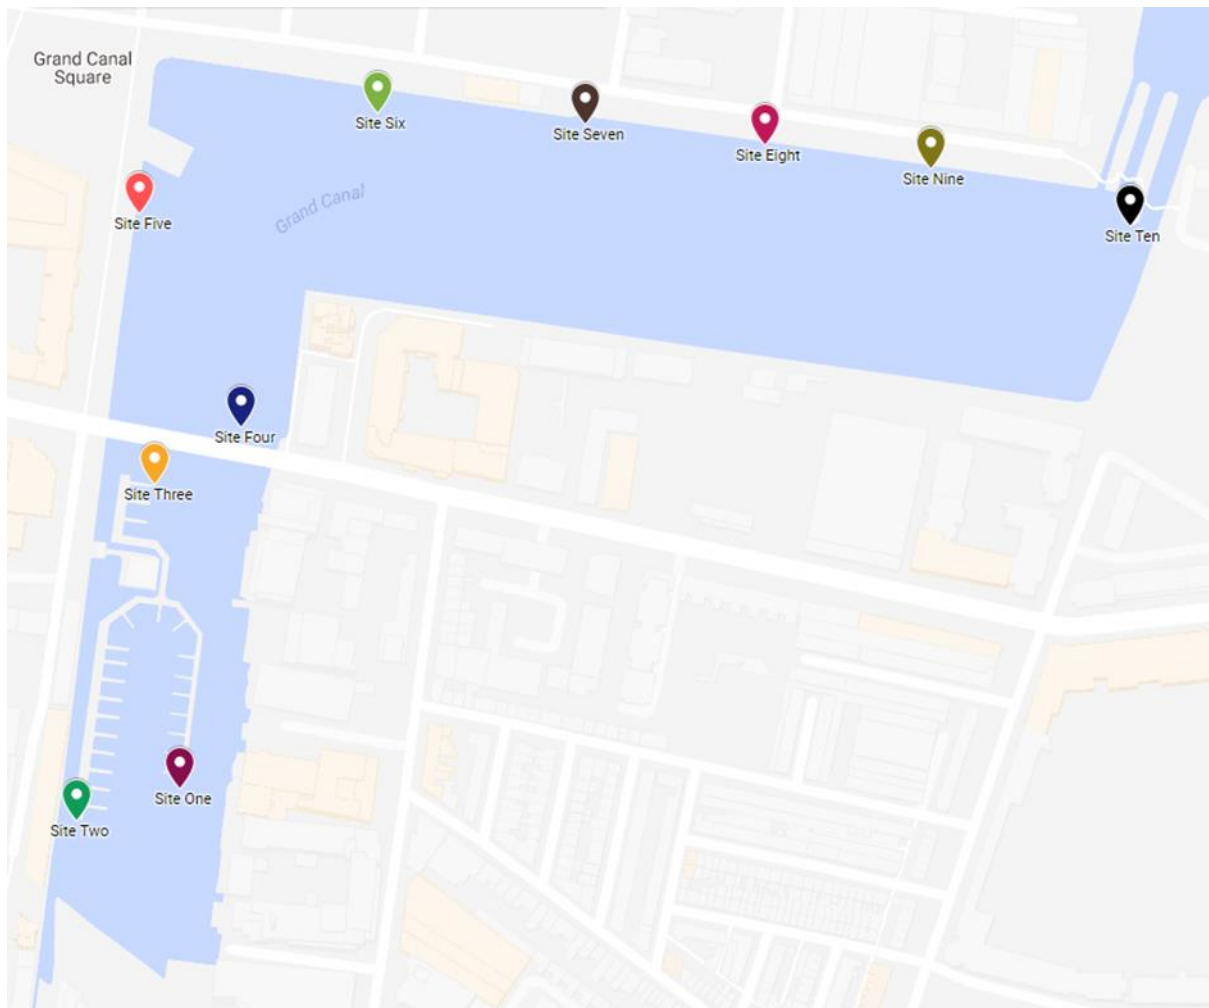 Grand Canal
Square
Site Six
Site Seven
Site Eight
Site Nine
Site Five
Grand Canal
Site Ten
Site Four
Site Three
Site One
Site Two